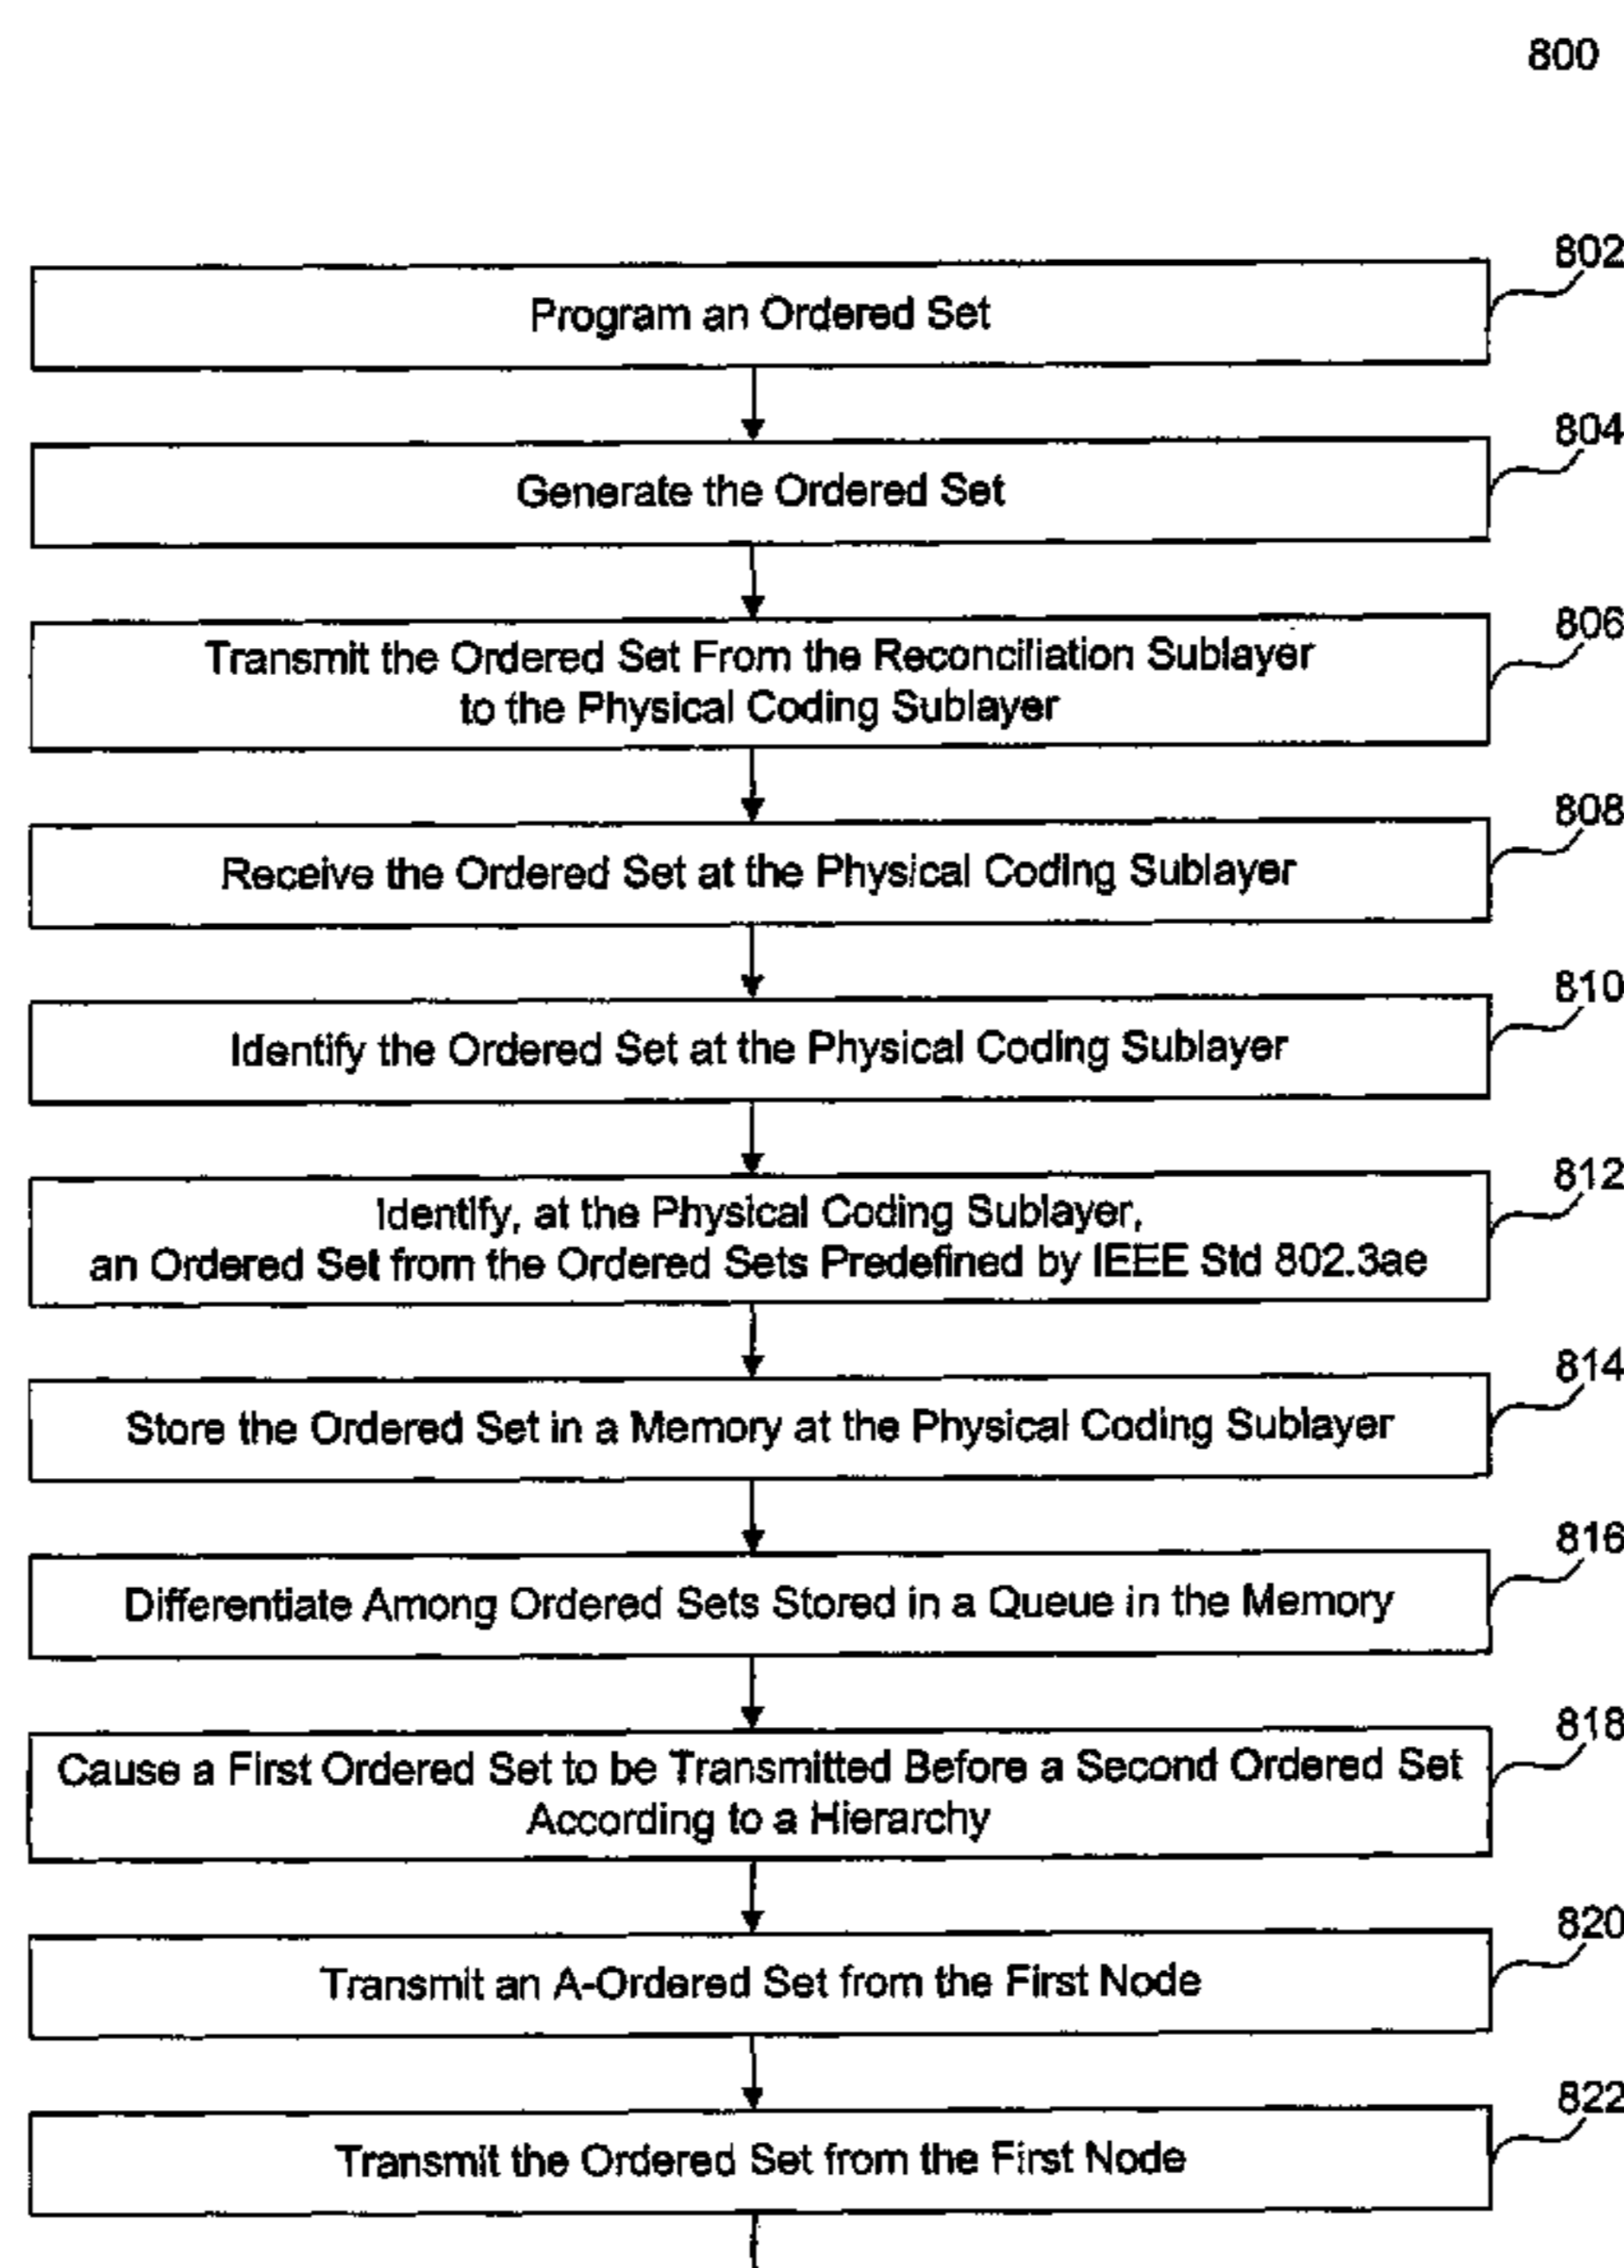 800
802
Program an Ordered Set
804
Generate the Ordered Set
806
Transmit the Ordered Set From the Reconciliation Sublayer
to the Physical Coding Sublayer
808
Receive the Ordered Set at the Physical Coding Sublayer
810
Identify the Ordered Set at the Physical Coding Sublayer
812
Identify, at the Physical Coding Sublayer,
an Ordered Set from the Ordered Sets Predefined by IEEE Std 802.3ae
814
Store the Ordered Set in a Memory at the Physical Coding Sublayer
816
Differentiate Among Ordered Sets Stored in a Queue in the Memory
818
Cause a First Ordered Set to be Transmitted Before a Second Ordered Set
According to a Hierarchy
820
Transmit an A-Ordered Set from the First Node
822
Transmit the Ordered Set from the First Node